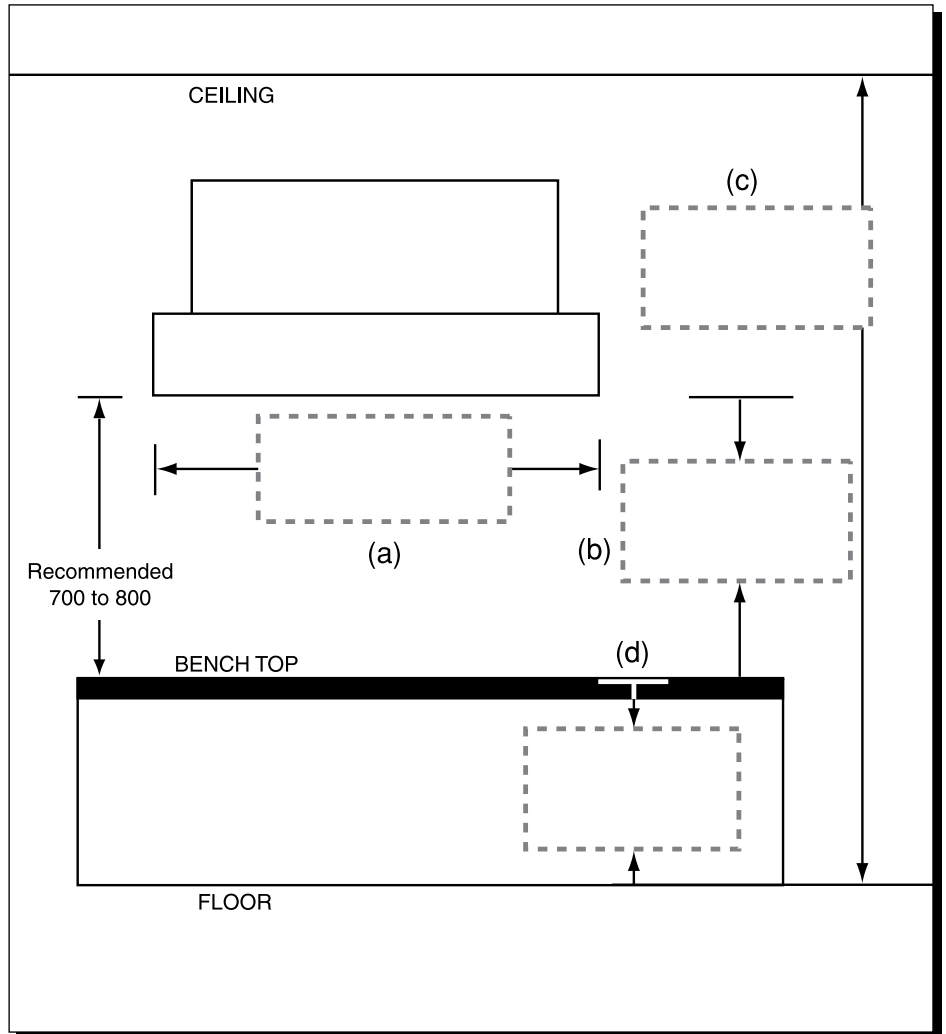 CEILING
(c)
(a)
(b)
Recommended
700 to 800
BENCH TOP
(d)
FLOOR